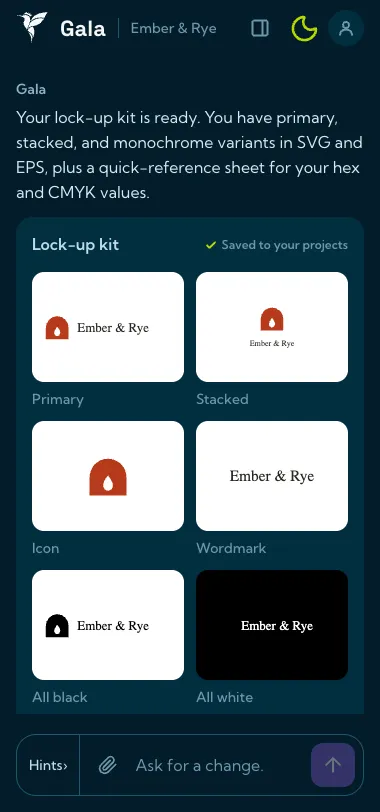 Gala
Ember & Rye
Gala
Your lock-up kit is ready. You have primary,
stacked, and monochrome variants in SVG and
EPS, plus a quick-reference sheet for your hex
and CMYK values.
Lock-up kit
Saved to your projects
Ember & Rye
Ember & Rye
Primary
Stacked
Ember & Rye
Icon
Wordmark
Ember & Rye
Ember & Rye
All black
All white
Hints›
Ask for a change.